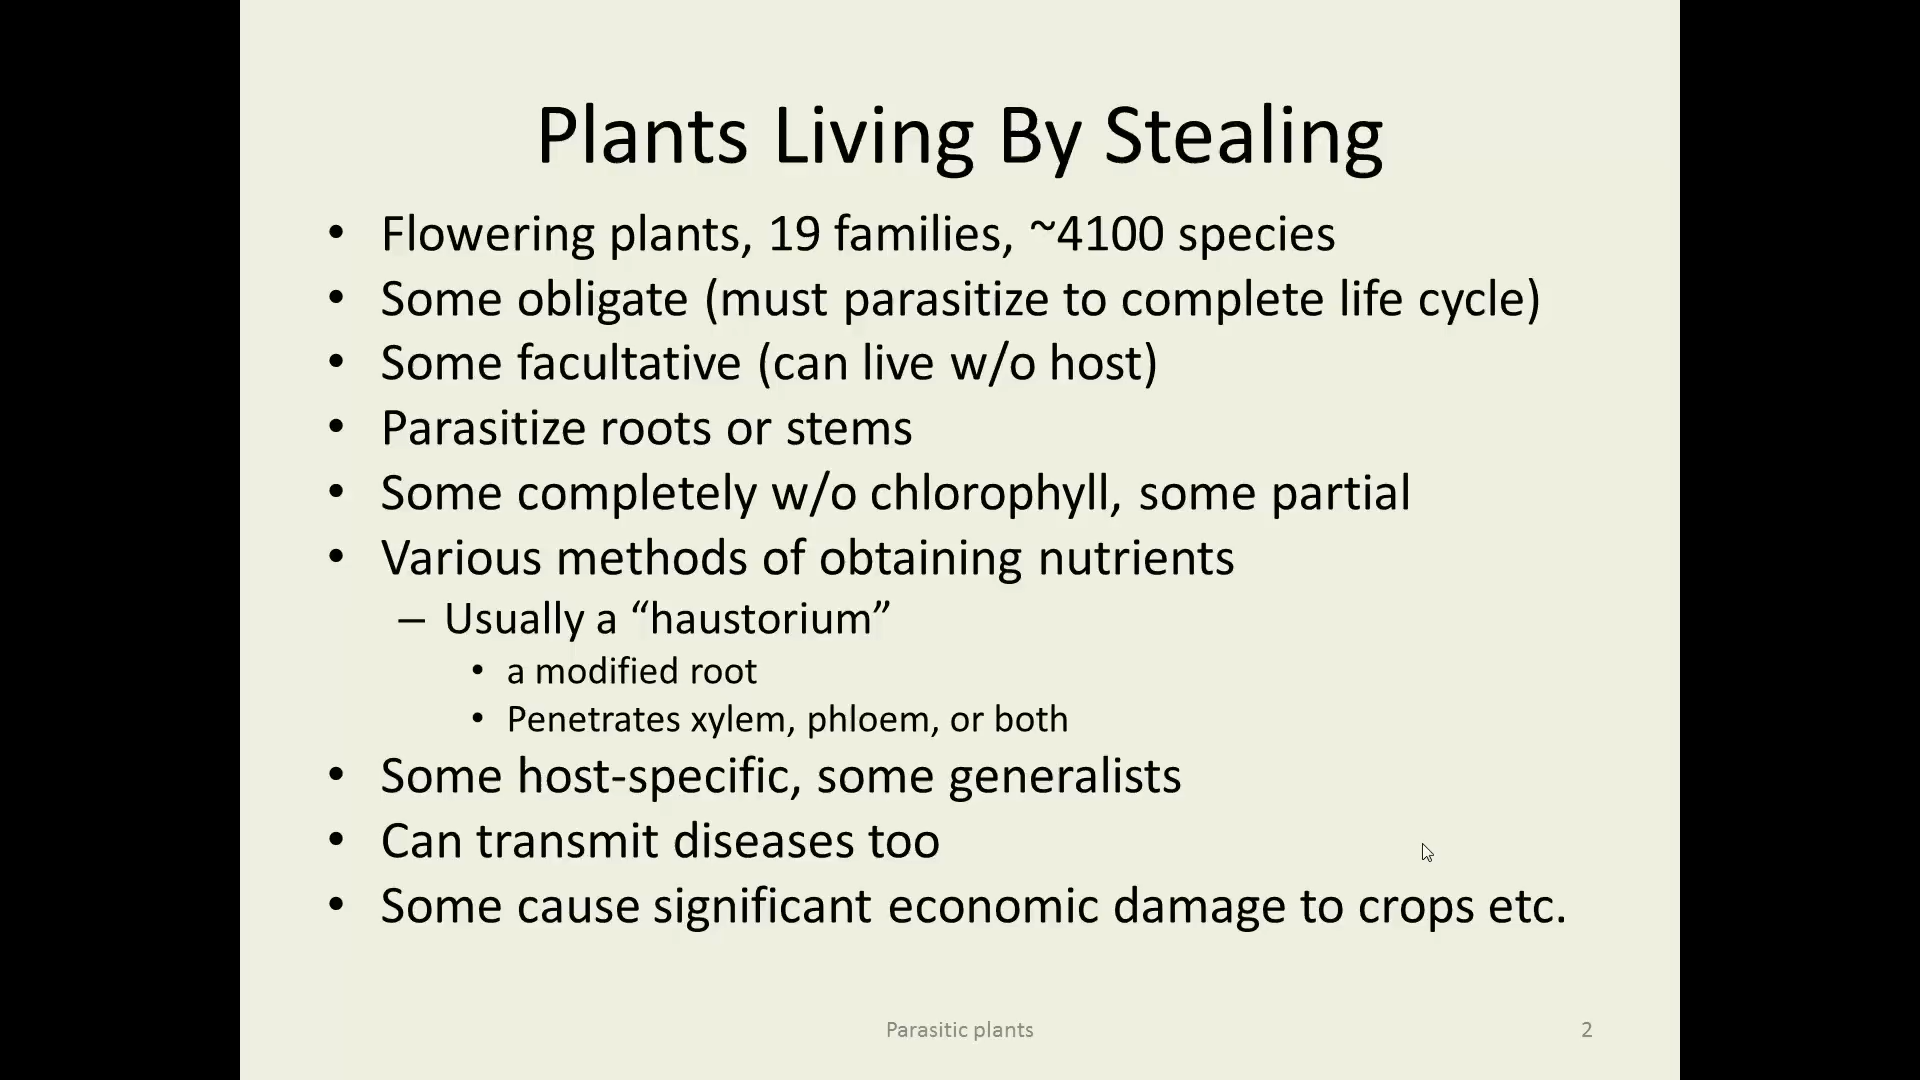 Plants Living By Stealing
• Flowering plants, 19 families, ~4100 species
• Some obligate (must parasitize to complete life cycle)
• Some facultative (can live w/o host)
• Parasitize roots or stems
• Some completely w/o chlorophyll, some partial
• Various methods of obtaining nutrients
– Usually a “haustorium”
• a modified root
• Penetrates xylem, phloem, or both
• Some host-specific, some generalists
• Can transmit diseases too
• Some cause significant economic damage to crops etc.
Parasitic plants 2